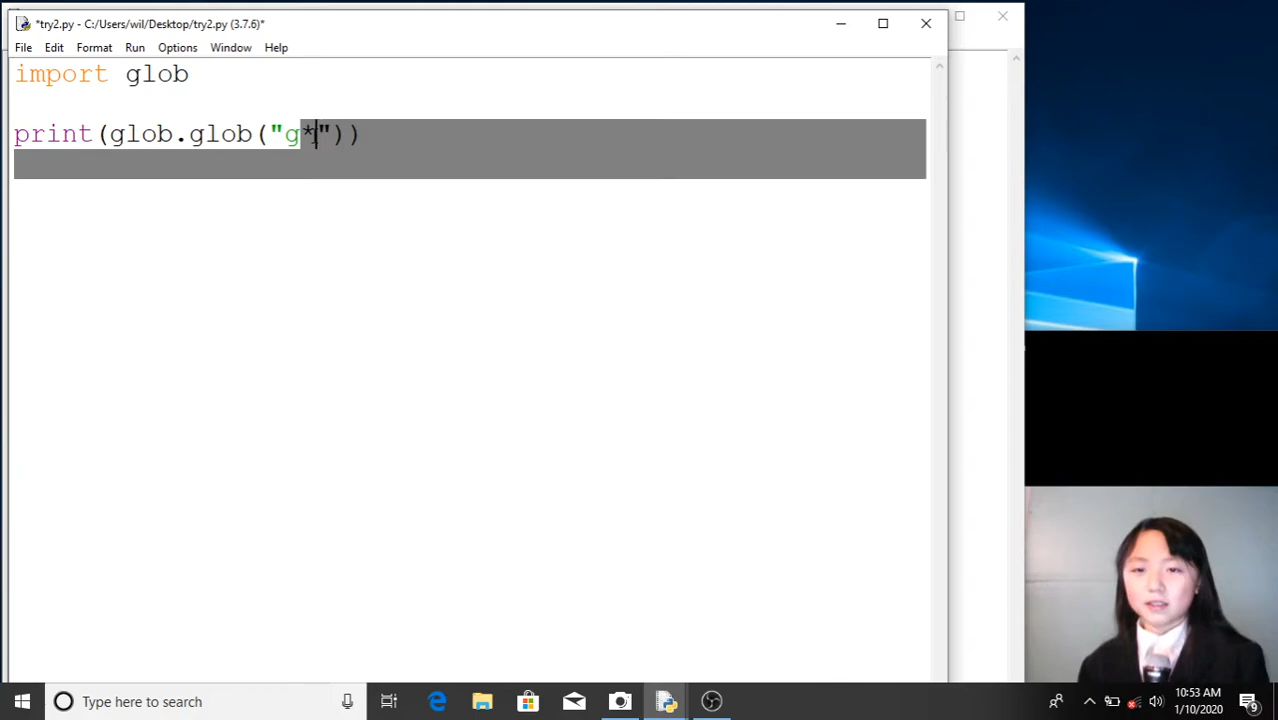 *try2.py - C:/Users/wil/Desktop/try2.py (3.7.6)*
File Edit Format Run Options Window Help
import glob
print(glob.glob("g*"))
Type here to search
10:53 AM
1/10/2020
9